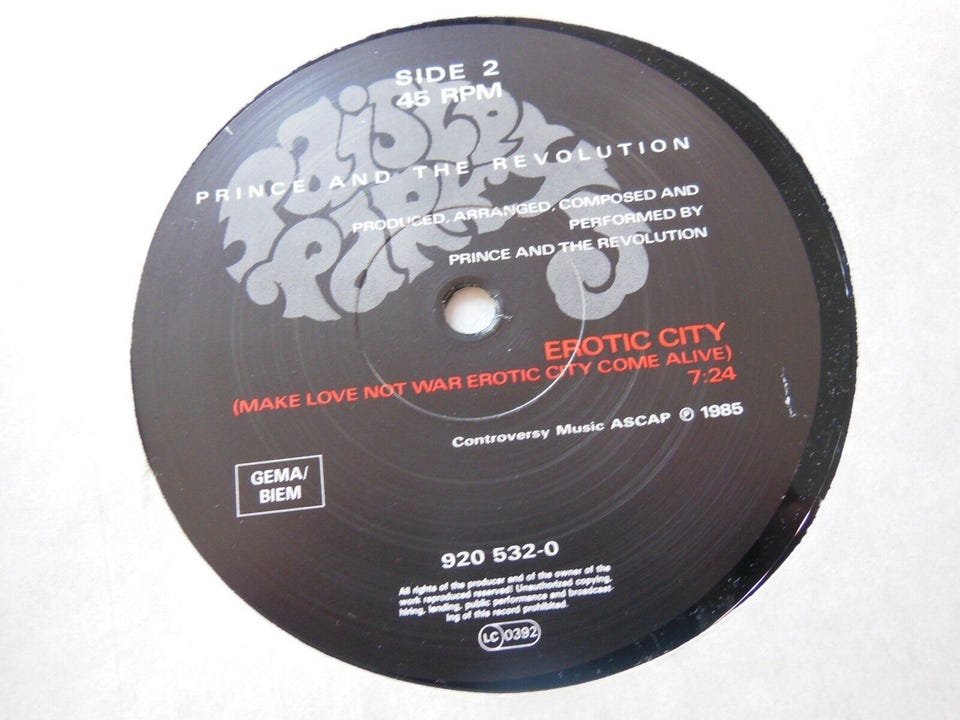 SIDE 2
45 RPM
PAISLEY
PARK
PRINCE AND THE REVOLUTION
PRODUCED, ARRANGED, COMPOSED AND
PERFORMED BY
PRINCE AND THE REVOLUTION
EROTIC CITY
(MAKE LOVE NOT WAR EROTIC CITY COME ALIVE)
7:24
Controversy Music ASCAP ℗ 1985
GEMA/
BIEM
920 532-0
All rights of the producer and of the owner of the
work reproduced reserved! Unauthorized copying,
hiring, lending, public performance and broadcast-
ing of this record prohibited.
LC 0392